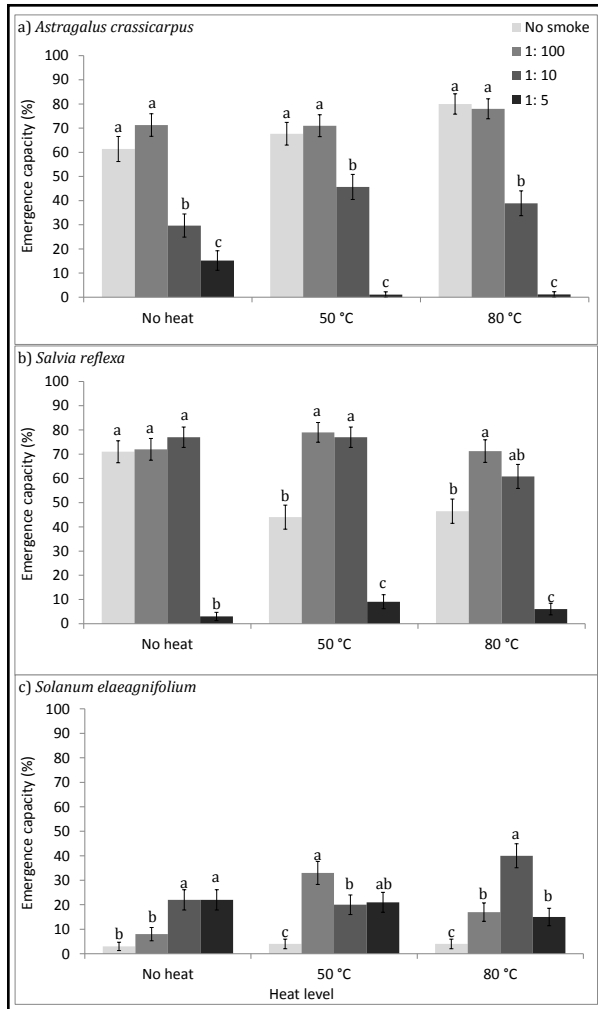 a) Astragalus crassicarpus
No smoke
1: 100
1: 10
1: 5
Emergence capacity (%)
100
90
80
70
60
50
40
30
20
10
0
a a b c
a a b c
a a b c
No heat 50 °C 80 °C
b) Salvia reflexa
Emergence capacity (%)
100
90
80
70
60
50
40
30
20
10
0
a a a b
b a a c
b a ab c
No heat 50 °C 80 °C
c) Solanum elaeagnifolium
Emergence capacity (%)
100
90
80
70
60
50
40
30
20
10
0
b b a a
c a b ab
c b a b
No heat 50 °C 80 °C
Heat level